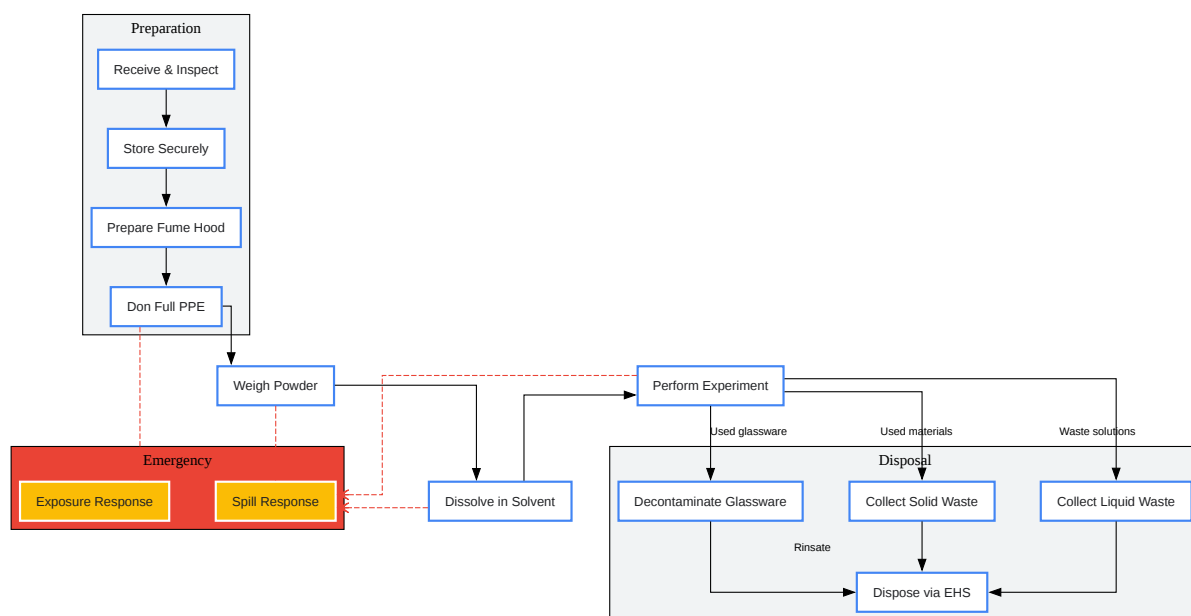 Preparation
Receive & Inspect
Store Securely
Prepare Fume Hood
Don Full PPE
Weigh Powder
Perform Experiment
Used glassware
Used materials
Waste solutions
Emergency
Disposal
Exposure Response
Spill Response
Dissolve in Solvent
Decontaminate Glassware
Collect Solid Waste
Collect Liquid Waste
Rinsate
Dispose via EHS